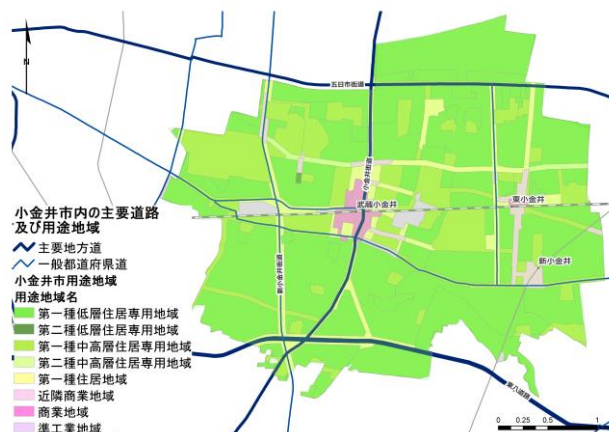 N
五日市街道
小金井街道
武蔵小金井
東小金井
新小金井
新小金井街道
東八道路
小金井市内の主要道路
及び用途地域
主要地方道
一般都道府県道
小金井市用途地域
用途地域名
第一種低層住居専用地域
第二種低層住居専用地域
第一種中高層住居専用地域
第二種中高層住居専用地域
第一種住居地域
近隣商業地域
商業地域
準工業地域
0 0.25 0.5 1